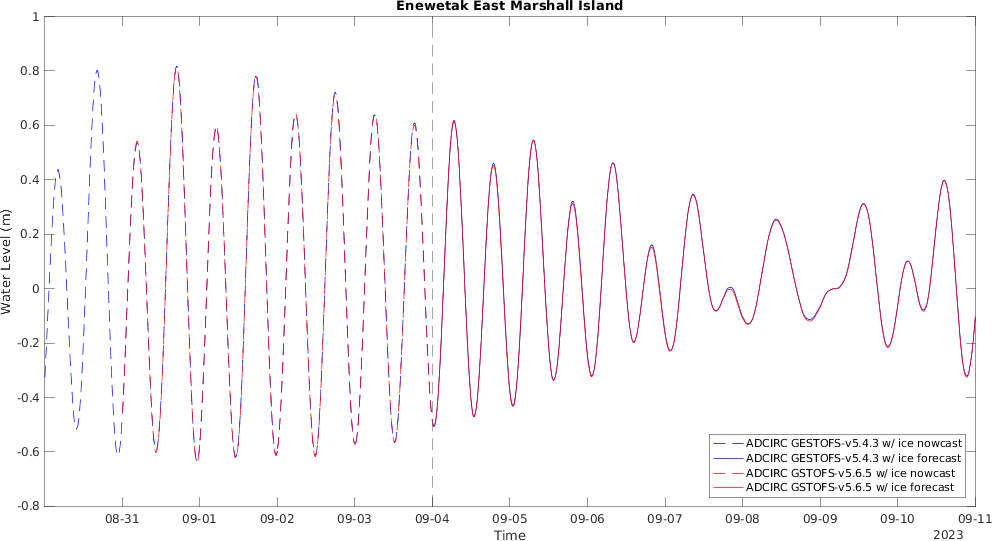 Enewetak East Marshall Island
1
0.8
0.6
0.4
0.2
0
-0.2
-0.4
-0.6
-0.8
Water Level (m)
08-31 09-01 09-02 09-03 09-04 09-05 09-06 09-07 09-08 09-09 09-10 09-11
Time
2023
ADCIRC GESTOFS-v5.4.3 w/ ice nowcast
ADCIRC GESTOFS-v5.4.3 w/ ice forecast
ADCIRC GSTOFS-v5.6.5 w/ ice nowcast
ADCIRC GSTOFS-v5.6.5 w/ ice forecast